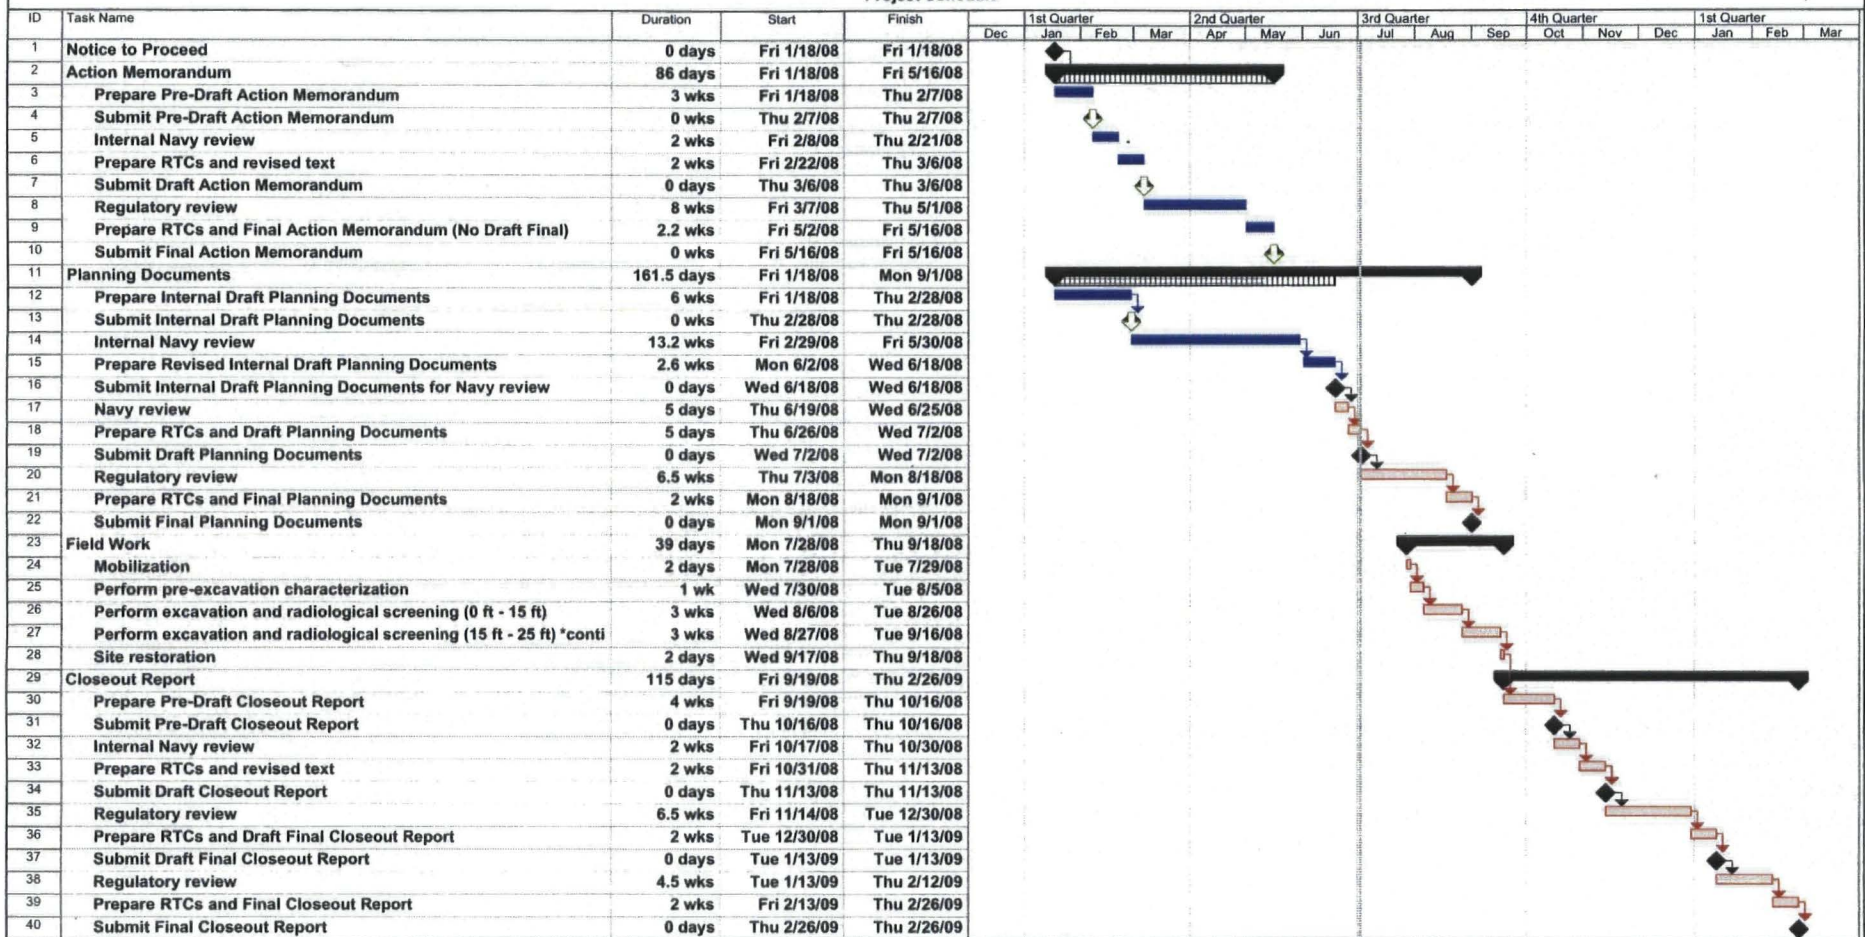 ID Task Name Duration Start Finish 1st Quarter 2nd Quarter 3rd Quarter 4th Quarter 1st Quarter
Dec Jan Feb Mar Apr May Jun Jul Aug Sep Oct Nov Dec Jan Feb Mar
1 Notice to Proceed 0 days Fri 1/18/08 Fri 1/18/08
2 Action Memorandum 86 days Fri 1/18/08 Fri 5/16/08
3 Prepare Pre-Draft Action Memorandum 3 wks Fri 1/18/08 Thu 2/7/08
4 Submit Pre-Draft Action Memorandum 0 wks Thu 2/7/08 Thu 2/7/08
5 Internal Navy review 2 wks Fri 2/8/08 Thu 2/21/08
6 Prepare RTCs and revised text 2 wks Fri 2/22/08 Thu 3/6/08
7 Submit Draft Action Memorandum 0 days Thu 3/6/08 Thu 3/6/08
8 Regulatory review 8 wks Fri 3/7/08 Thu 5/1/08
9 Prepare RTCs and Final Action Memorandum (No Draft Final) 2.2 wks Fri 5/2/08 Fri 5/16/08
10 Submit Final Action Memorandum 0 wks Fri 5/16/08 Fri 5/16/08
11 Planning Documents 161.5 days Fri 1/18/08 Mon 9/1/08
12 Prepare Internal Draft Planning Documents 6 wks Fri 1/18/08 Thu 2/28/08
13 Submit Internal Draft Planning Documents 0 wks Thu 2/28/08 Thu 2/28/08
14 Internal Navy review 13.2 wks Fri 2/29/08 Fri 5/30/08
15 Prepare Revised Internal Draft Planning Documents 2.6 wks Mon 6/2/08 Wed 6/18/08
16 Submit Internal Draft Planning Documents for Navy review 0 days Wed 6/18/08 Wed 6/18/08
17 Navy review 5 days Thu 6/19/08 Wed 6/25/08
18 Prepare RTCs and Draft Planning Documents 5 days Thu 6/26/08 Wed 7/2/08
19 Submit Draft Planning Documents 0 days Wed 7/2/08 Wed 7/2/08
20 Regulatory review 6.5 wks Thu 7/3/08 Mon 8/18/08
21 Prepare RTCs and Final Planning Documents 2 wks Mon 8/18/08 Mon 9/1/08
22 Submit Final Planning Documents 0 days Mon 9/1/08 Mon 9/1/08
23 Field Work 39 days Mon 7/28/08 Thu 9/18/08
24 Mobilization 2 days Mon 7/28/08 Tue 7/29/08
25 Perform pre-excavation characterization 1 wk Wed 7/30/08 Tue 8/5/08
26 Perform excavation and radiological screening (0 ft - 15 ft) 3 wks Wed 8/6/08 Tue 8/26/08
27 Perform excavation and radiological screening (15 ft - 25 ft) *conti 3 wks Wed 8/27/08 Tue 9/16/08
28 Site restoration 2 days Wed 9/17/08 Thu 9/18/08
29 Closeout Report 115 days Fri 9/19/08 Thu 2/26/09
30 Prepare Pre-Draft Closeout Report 4 wks Fri 9/19/08 Thu 10/16/08
31 Submit Pre-Draft Closeout Report 0 days Thu 10/16/08 Thu 10/16/08
32 Internal Navy review 2 wks Fri 10/17/08 Thu 10/30/08
33 Prepare RTCs and revised text 2 wks Fri 10/31/08 Thu 11/13/08
34 Submit Draft Closeout Report 0 days Thu 11/13/08 Thu 11/13/08
35 Regulatory review 6.5 wks Fri 11/14/08 Tue 12/30/08
36 Prepare RTCs and Draft Final Closeout Report 2 wks Tue 12/30/08 Tue 1/13/09
37 Submit Draft Final Closeout Report 0 days Tue 1/13/09 Tue 1/13/09
38 Regulatory review 4.5 wks Tue 1/13/09 Thu 2/12/09
39 Prepare RTCs and Final Closeout Report 2 wks Fri 2/13/09 Thu 2/26/09
40 Submit Final Closeout Report 0 days Thu 2/26/09 Thu 2/26/09